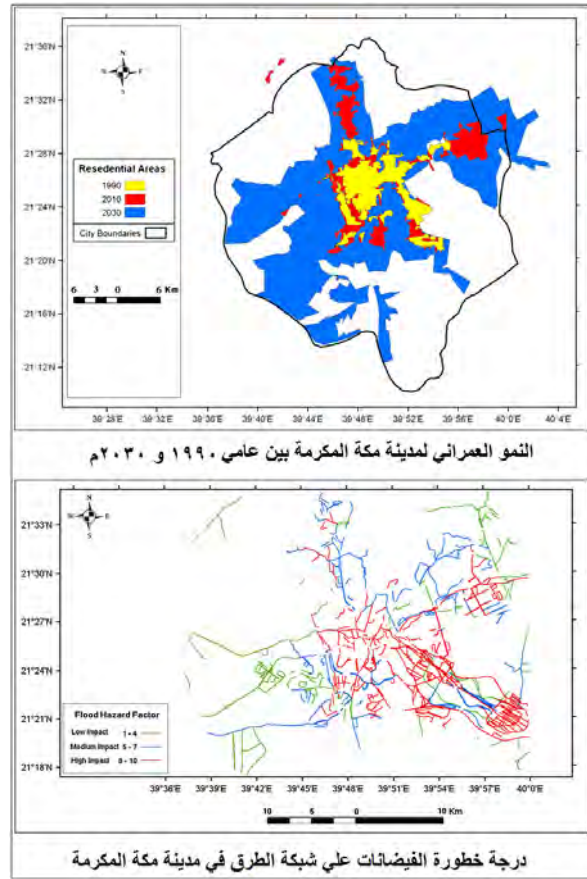 21°36'N
21°32'N
21°28'N
21°24'N
21°20'N
21°16'N
21°12'N
N
S
Resedential Areas
1990
2010
2030
City Boundaries
6 3 0 6 Km
39°28'E 39°32'E 39°36'E 39°40'E 39°44'E 39°48'E 39°52'E 39°56'E 40°0'E 40°4'E
النمو العمراني لمدينة مكة المكرمة بين عامي ١٩٩٠ و ٢٠٣٠م
21°33'N
21°30'N
21°27'N
21°24'N
21°21'N
21°18'N
N
S
Flood Hazard Factor
Low Impact 1 - 4
Medium Impact 5 - 7
High Impact 8 - 10
39°36'E 39°39'E 39°42'E 39°45'E 39°48'E 39°51'E 39°54'E 39°57'E 40°0'E
10 5 0 10 Km
درجة خطورة الفيضانات علي شبكة الطرق في مدينة مكة المكرمة